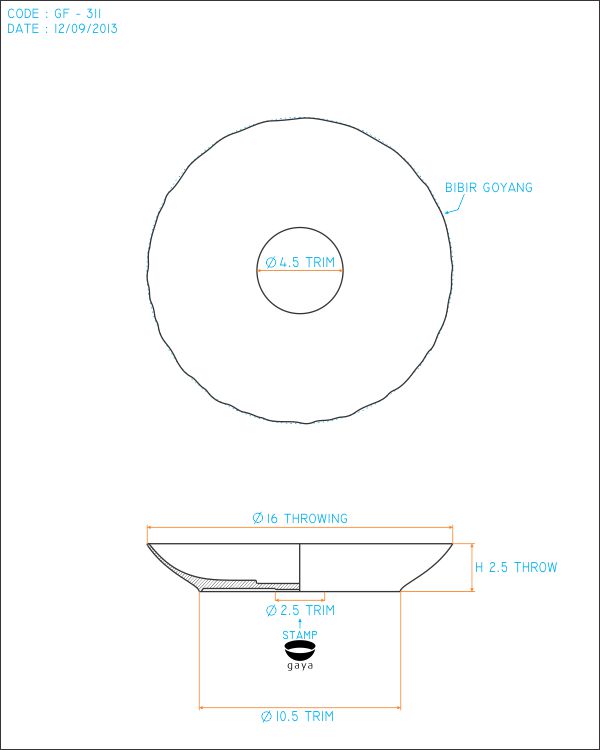 CODE : GF - 311
DATE : 12/09/2013
BIBIR GOYANG
Ø 4.5 TRIM
Ø 16 THROWING
H 2.5 THROW
Ø 2.5 TRIM
STAMP
gaya
Ø 10.5 TRIM